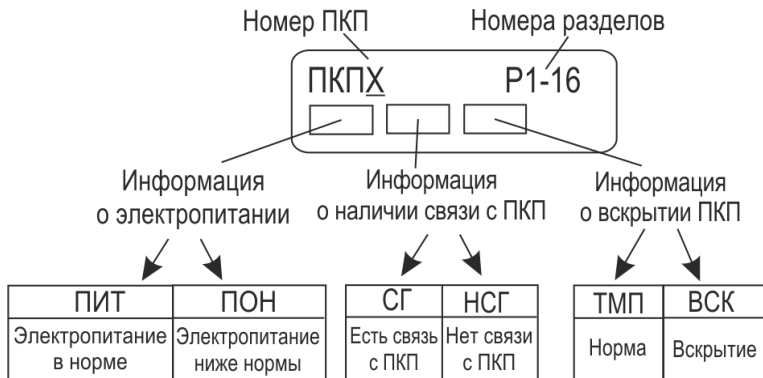 Номер ПКП Номера разделов
ПКПХ Р1-16
Информация
о электропитании
Информация
о наличии связи с ПКП
Информация
о вскрытии ПКП
ПИТ ПОН
Электропитание
в норме
Электропитание
ниже нормы
СГ НСГ
Есть связь
с ПКП
Нет связи
с ПКП
ТМП ВСК
Норма Вскрытие